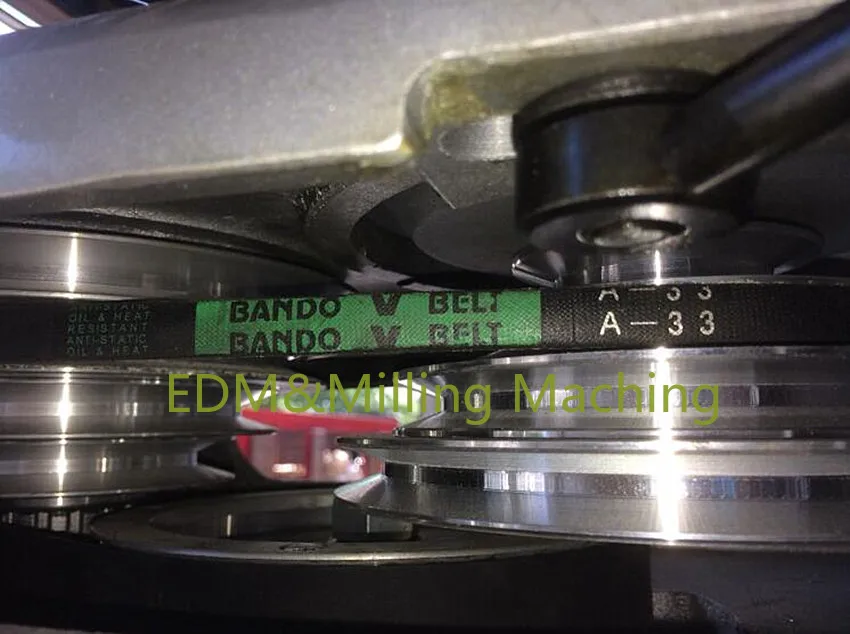 A-33
BANDO V BELT
A-33
BANDO V BELT
ANTI-STATIC
OIL & HEAT
RESISTANT
ANTI-STATIC
OIL & HEAT
EDM&Milling Maching